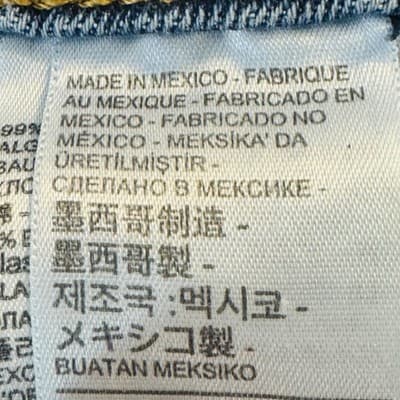 MADE IN MEXICO - FABRIQUE
AU MEXIQUE - FABRICADO EN
MEXICO - FABRICADO NO
MÉXICO - MEKSİKA' DA
ÜRETİLMİŞTİR -
СДЕЛАНО В МЕКСИКЕ -
墨西哥制造 -
墨西哥製 -
제조국 :멕시코 -
メキシコ製 -
BUATAN MEKSIKO
99%